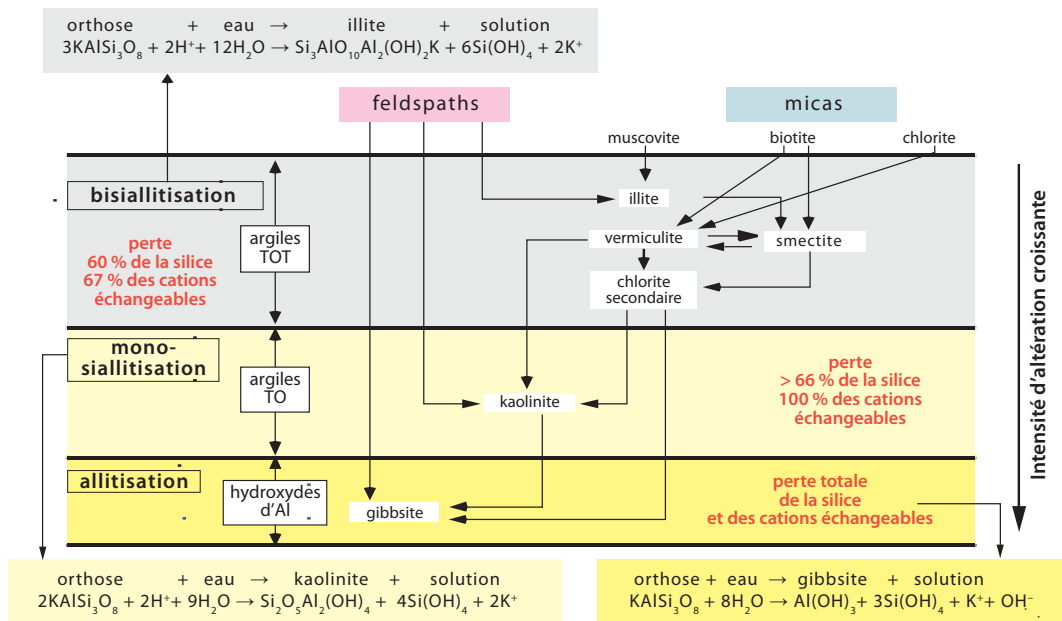 orthose + eau → illite + solution
3KAlSi₃O₈ + 2H⁺ + 12H₂O → Si₃AlO₁₀Al₂(OH)₂K + 6Si(OH)₄ + 2K⁺
feldspaths
micas
muscovite
biotite
chlorite
bisiallitisation
illite
argiles
TOT
vermiculite
smectite
perte
60 % de la silice
67 % des cations
échangeables
chlorite
secondaire
mono-
siallitisation
argiles
TO
kaolinite
perte
> 66 % de la silice
100 % des cations
échangeables
allitisation
hydroxydes
d'Al
gibbsite
perte totale
de la silice
et des cations échangeables
Intensité d'altération croissante
orthose + eau → kaolinite + solution
2KAlSi₃O₈ + 2H⁺ + 9H₂O → Si₂O₅Al₂(OH)₄ + 4Si(OH)₄ + 2K⁺
orthose + eau → gibbsite + solution
KAlSi₃O₈ + 8H₂O → Al(OH)₃ + 3Si(OH)₄ + K⁺ + OH⁻